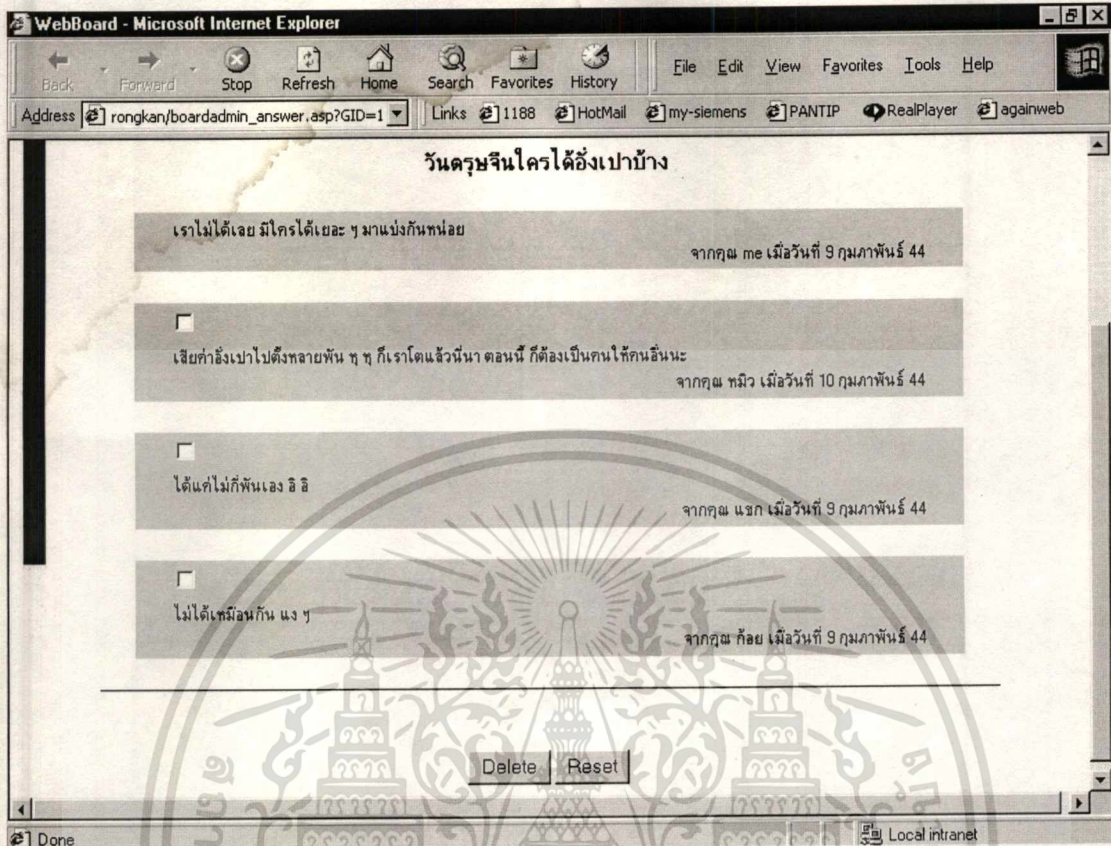 WebBoard - Microsoft Internet Explorer
Back Forward Stop Refresh Home Search Favorites History File Edit View Favorites Tools Help
Address rongkan/boardadmin_answer.asp?GID=1 Links 1188 HotMail my-siemens PANTIP RealPlayer againweb
วันตรุษจีนใครได้อั่งเปาบ้าง
เราไม่ได้เลย มีใครได้เยอะ ๆ มาแบ่งกันหน่อย
จากคุณ me เมื่อวันที่ 9 กุมภาพันธ์ 44
เสียค่าอั่งเปาไปตั้งหลายพัน ฑุ ฑุ ก็เราโตแล้วนี่นา ตอนนี้ ก็ต้องเป็นคนให้คนอื่นนะ
จากคุณ หมิว เมื่อวันที่ 10 กุมภาพันธ์ 44
ได้แค่ไม่กี่พันเอง อิ อิ
จากคุณ แขก เมื่อวันที่ 9 กุมภาพันธ์ 44
ไม่ได้เหมือนกัน แง ๆ
จากคุณ ก้อย เมื่อวันที่ 9 กุมภาพันธ์ 44
Delete Reset
Done Local intranet